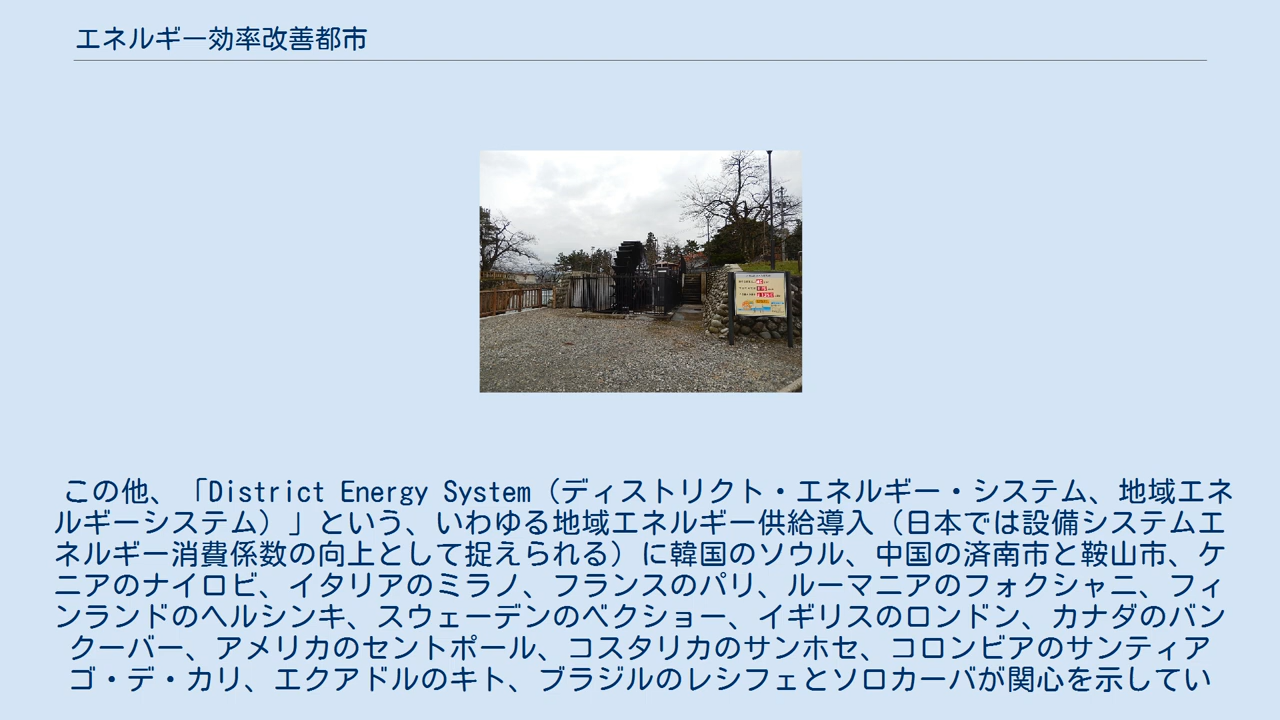 エネルギー効率改善都市
この他、「District Energy System（ディストリクト・エネルギー・システム、地域エネ
ルギーシステム）」という、いわゆる地域エネルギー供給導入（日本では設備システムエ
ネルギー消費係数の向上として捉えられる）に韓国のソウル、中国の済南市と鞍山市、ケ
ニアのナイロビ、イタリアのミラノ、フランスのパリ、ルーマニアのフォクシャニ、フィ
ンランドのヘルシンキ、スウェーデンのベクショー、イギリスのロンドン、カナダのバン
クーバー、アメリカのセントポール、コスタリカのサンホセ、コロンビアのサンティア
ゴ・デ・カリ、エクアドルのキト、ブラジルのレシフェとソロカーバが関心を示してい